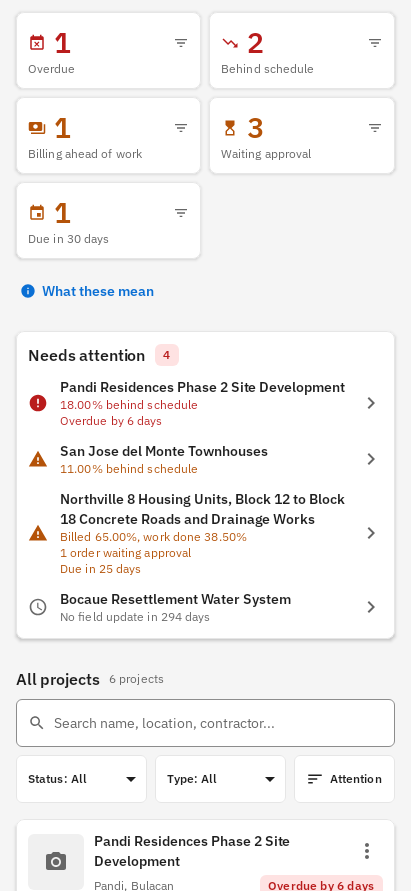 1
Overdue
2
Behind schedule
1
Billing ahead of work
3
Waiting approval
1
Due in 30 days
What these mean
Needs attention 4
Pandi Residences Phase 2 Site Development
18.00% behind schedule
Overdue by 6 days
San Jose del Monte Townhouses
11.00% behind schedule
Northville 8 Housing Units, Block 12 to Block
18 Concrete Roads and Drainage Works
Billed 65.00%, work done 38.50%
1 order waiting approval
Due in 25 days
Bocaue Resettlement Water System
No field update in 294 days
All projects 6 projects
Search name, location, contractor...
Status: All Type: All Attention
Pandi Residences Phase 2 Site
Development
Pandi, Bulacan Overdue by 6 days